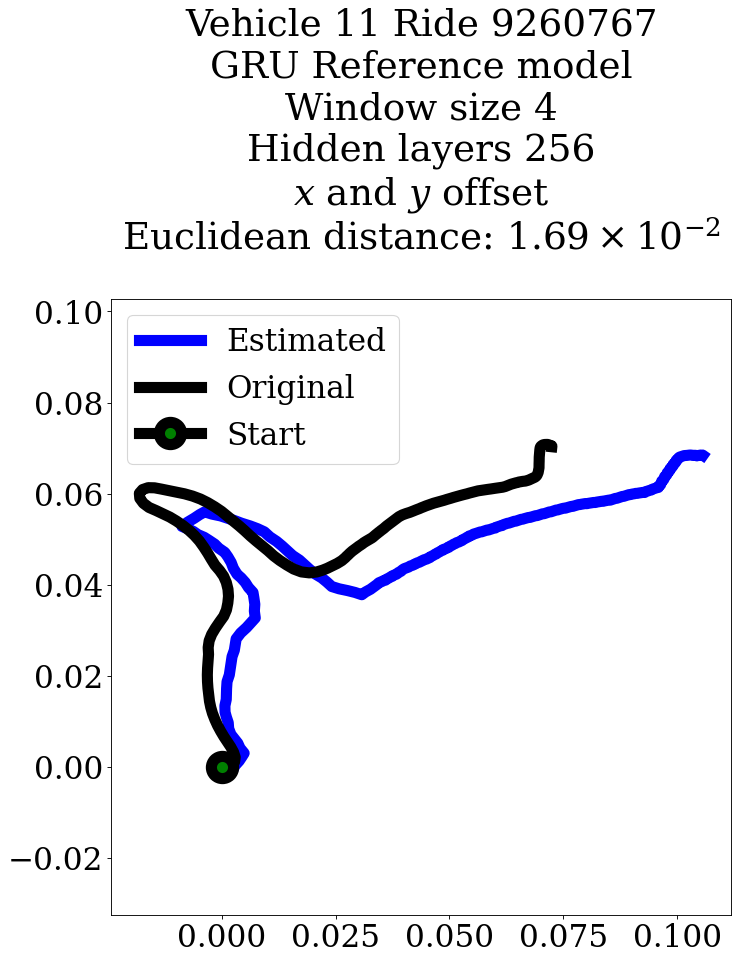 Vehicle 11 Ride 9260767
GRU Reference model
Window size 4
Hidden layers 256
x and y offset
Euclidean distance: 1.69 × 10⁻²
Estimated
Original
Start
0.10
0.08
0.06
0.04
0.02
0.00
−0.02
0.000 0.025 0.050 0.075 0.100